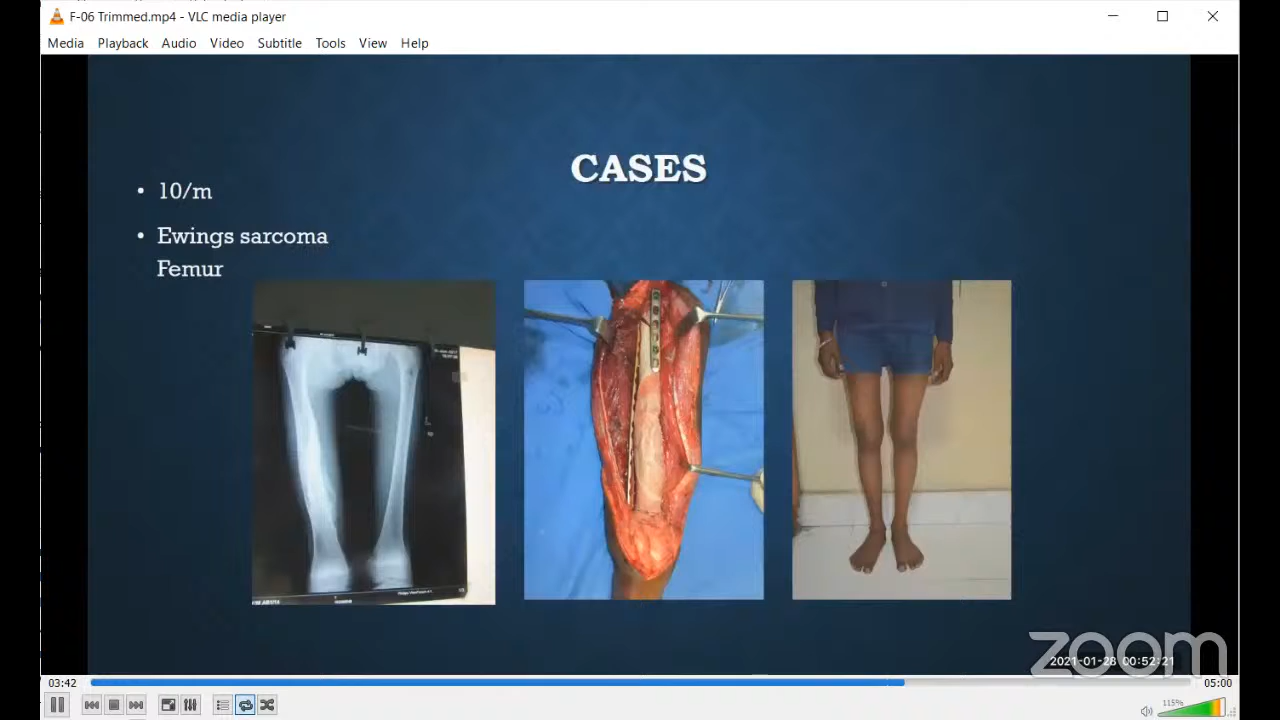 F-06 Trimmed.mp4 - VLC media player
Media Playback Audio Video Subtitle Tools View Help
CASES
• 10/m
• Ewings sarcoma
Femur
zoom
2021-01-28 00:52:21
03:42
05:00
115%